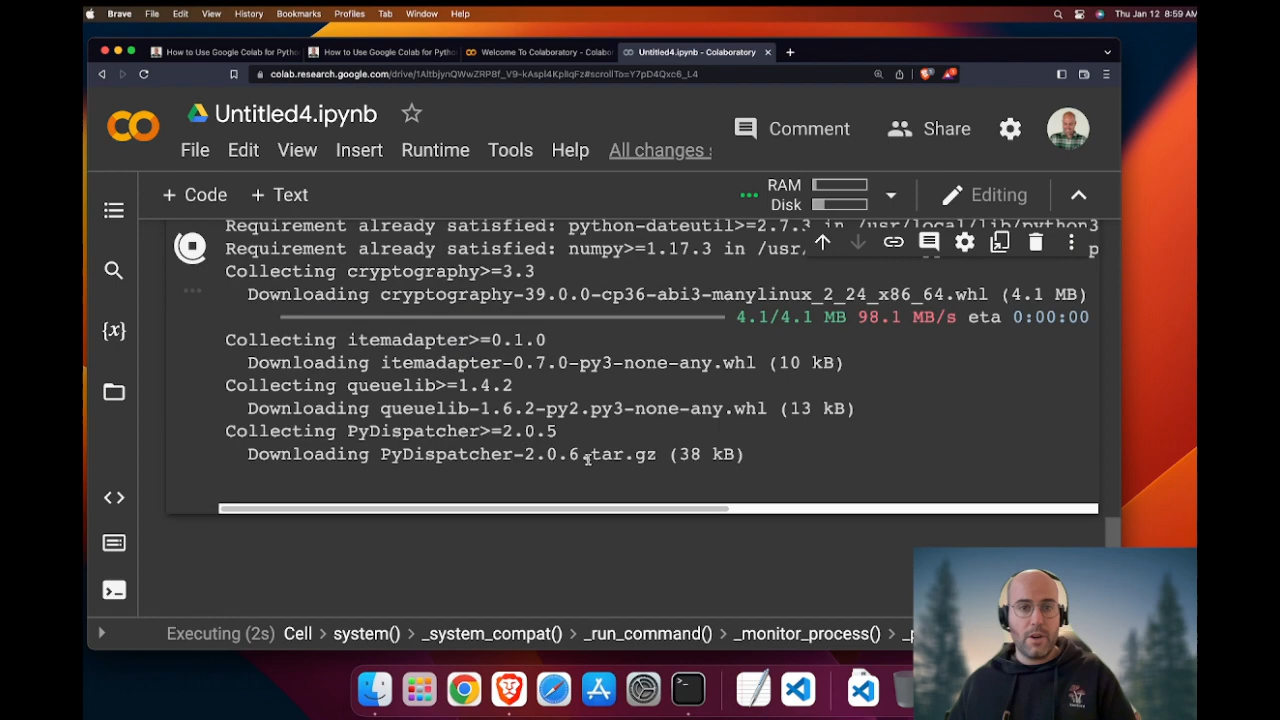 Brave File Edit View History Bookmarks Profiles Tab Window Help Thu Jan 12 8:59 AM
How to Use Google Colab for Pytho How to Use Google Colab for Pytho Welcome To Colaboratory - Colabo Untitled4.ipynb - Colaboratory
colab.research.google.com/drive/1AltbjynQWwZRP8f_V9-kAspl4KpIlqFz#scrollTo=Y7pD4Qxc6_L4
Untitled4.ipynb
Comment Share
File Edit View Insert Runtime Tools Help All changes s
+ Code + Text RAM Disk Editing
Requirement already satisfied: python-dateutil>=2.7.3 in /usr/local/lib/python3
Requirement already satisfied: numpy>=1.17.3 in /usr/
Collecting cryptography>=3.3
Downloading cryptography-39.0.0-cp36-abi3-manylinux_2_24_x86_64.whl (4.1 MB)
4.1/4.1 MB 98.1 MB/s eta 0:00:00
Collecting itemadapter>=0.1.0
Downloading itemadapter-0.7.0-py3-none-any.whl (10 kB)
Collecting queuelib>=1.4.2
Downloading queuelib-1.6.2-py2.py3-none-any.whl (13 kB)
Collecting PyDispatcher>=2.0.5
Downloading PyDispatcher-2.0.6.tar.gz (38 kB)
{x}
Executing (2s) Cell > system() > _system_compat() > _run_command() > _monitor_process() > _p